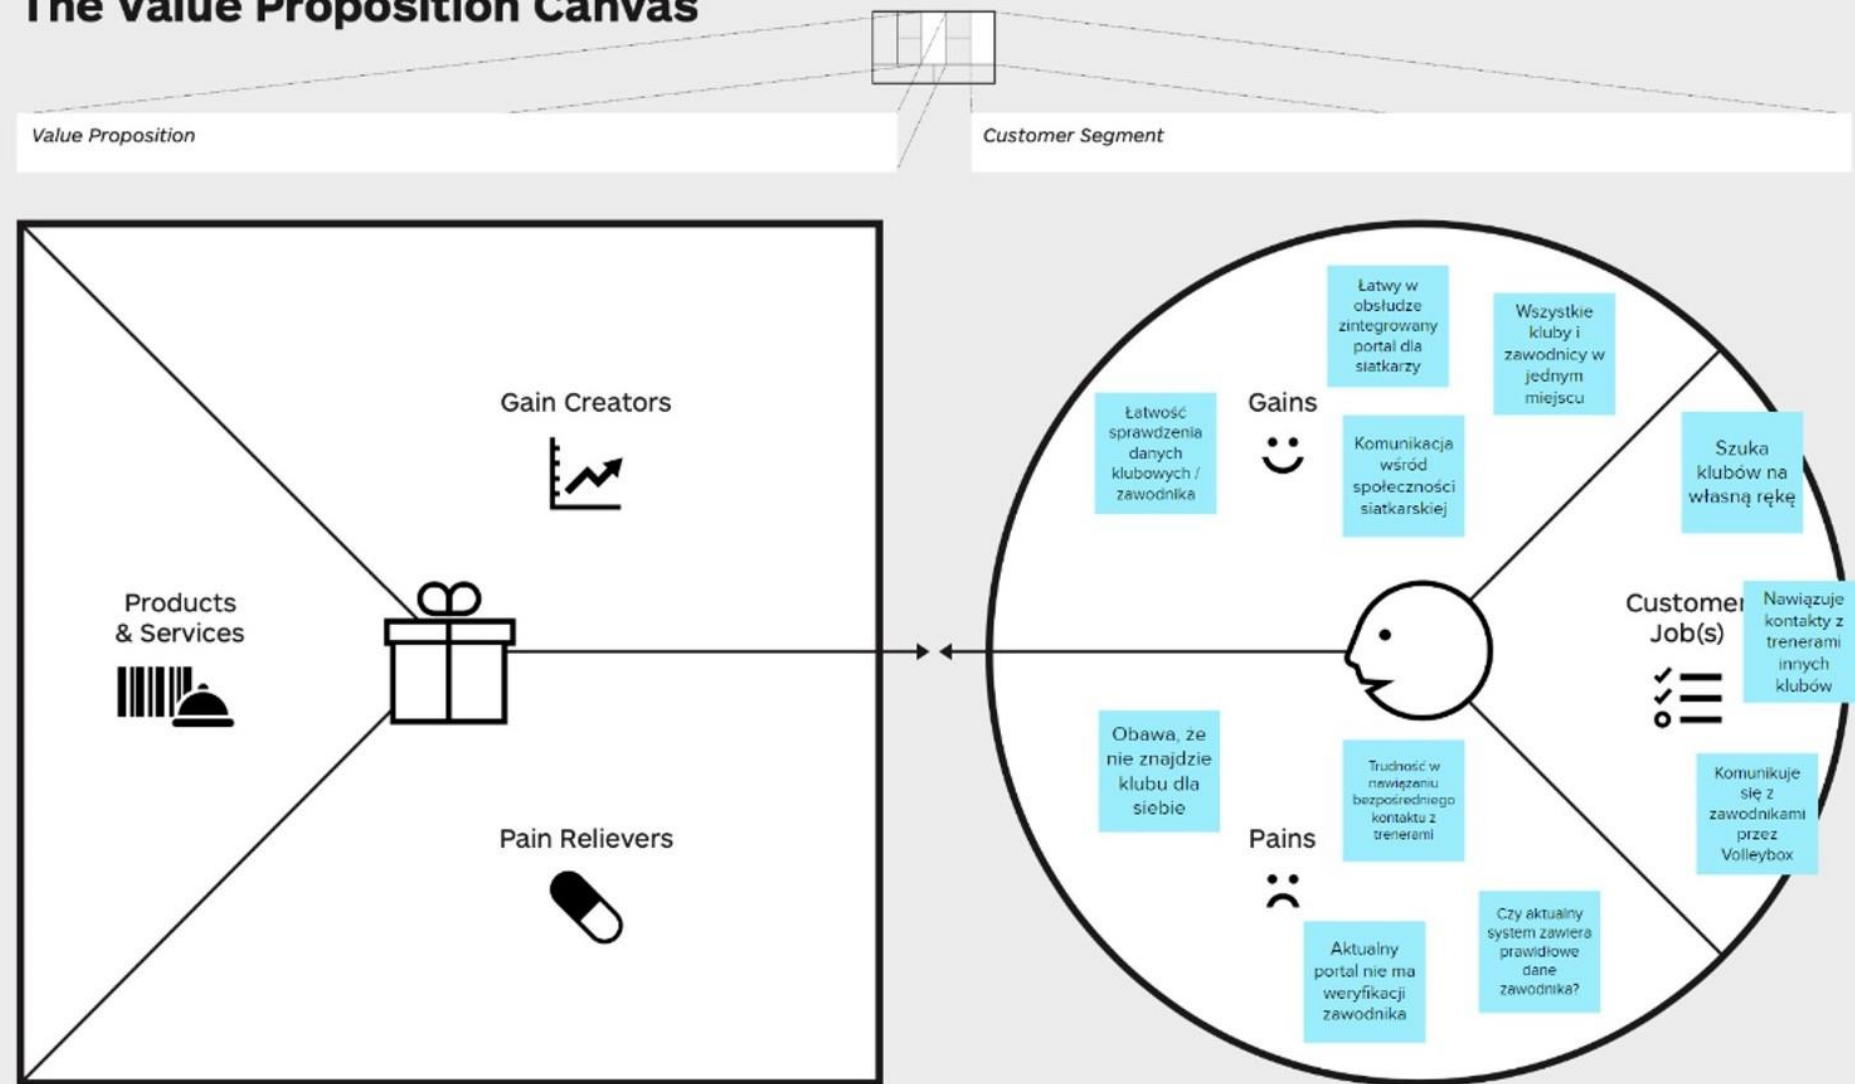 The Value Proposition Canvas
Value Proposition
Customer Segment
Gain Creators
Products
& Services
Pain Relievers
Gains
Łatwy w
obsłudze
zintegrowany
portal dla
siatkarzy
Wszystkie
kluby i
zawodnicy w
jednym
miejscu
Łatwość
sprawdzenia
danych
klubowych /
zawodnika
Komunikacja
wśród
społeczności
siatkarskiej
Customer
Job(s)
Szuka
klubów na
własną rękę
Nawiązuje
kontakty z
trenerami
innych
klubów
Komunikuje
się z
zawodnikami
przez
Volleybox
Pains
Obawa, że
nie znajdzie
klubu dla
siebie
Trudność w
nawiązaniu
bezpośredniego
kontaktu z
trenerami
Aktualny
portal nie ma
weryfikacji
zawodnika
Czy aktualny
system zawiera
prawidłowe
dane
zawodnika?